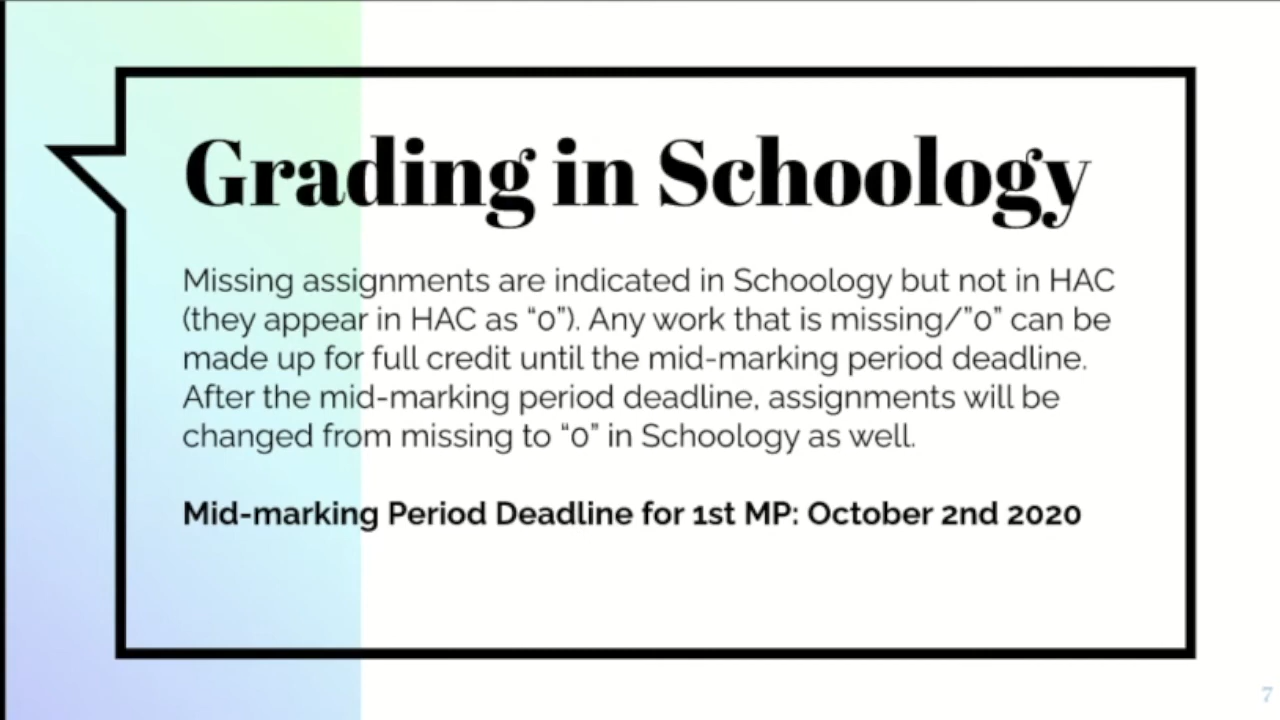 Grading in Schoology
Missing assignments are indicated in Schoology but not in HAC
(they appear in HAC as “0”). Any work that is missing/”0” can be
made up for full credit until the mid-marking period deadline.
After the mid-marking period deadline, assignments will be
changed from missing to “0” in Schoology as well.
Mid-marking Period Deadline for 1st MP: October 2nd 2020
7